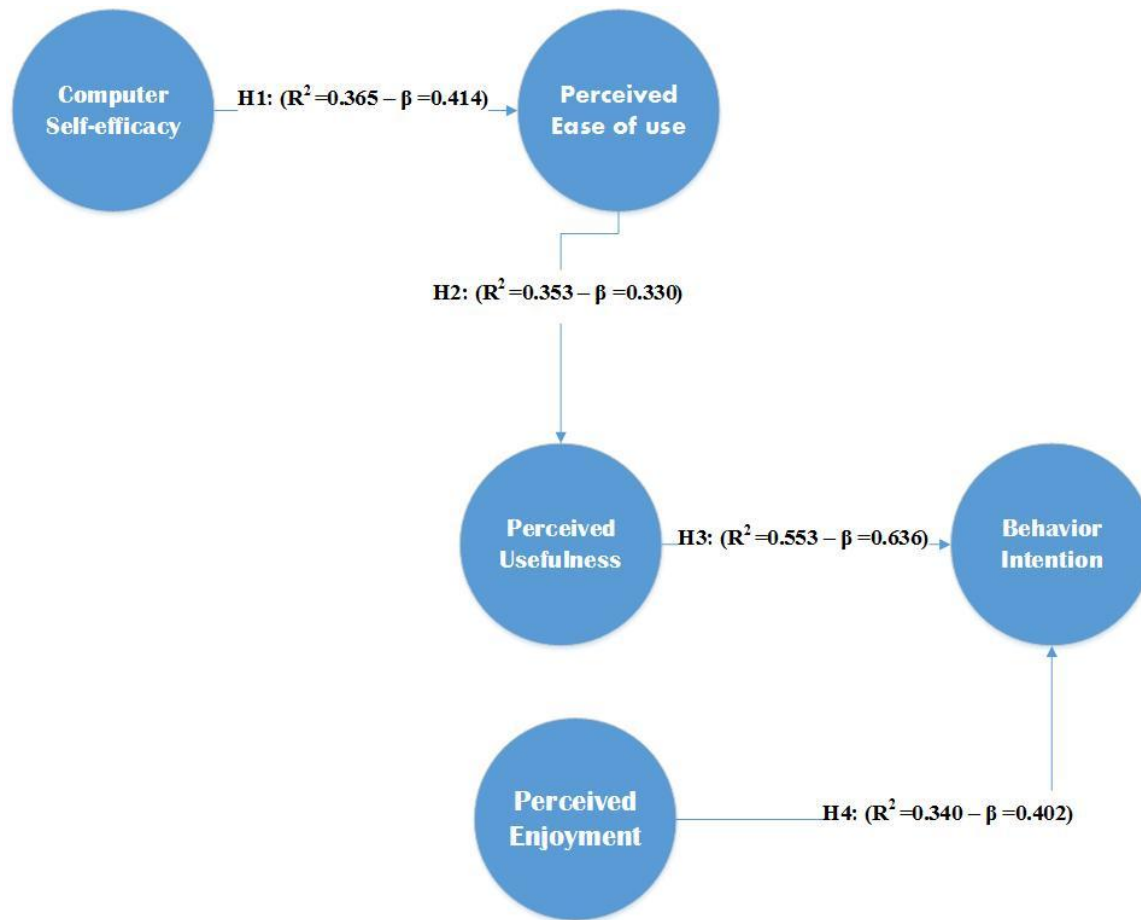 Computer
Self-efficacy
H1: (R² =0.365 – β =0.414)
Perceived
Ease of use
H2: (R² =0.353 – β =0.330)
Perceived
Usefulness
H3: (R² =0.553 – β =0.636)
Behavior
Intention
Perceived
Enjoyment
H4: (R² =0.340 – β =0.402)